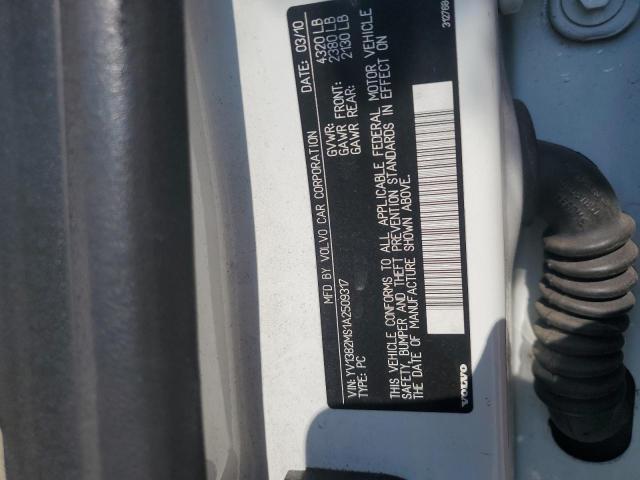 MFD BY VOLVO CAR CORPORATION DATE: 03/10
GVWR: 4320 LB
GAWR FRONT: 2380 LB
GAWR REAR: 2130 LB
VIN: YV1382MS1A2509317
TYPE: PC
THIS VEHICLE CONFORMS TO ALL APPLICABLE FEDERAL MOTOR VEHICLE
SAFETY, BUMPER AND THEFT PREVENTION STANDARDS IN EFFECT ON
THE DATE OF MANUFACTURE SHOWN ABOVE.
VOLVO